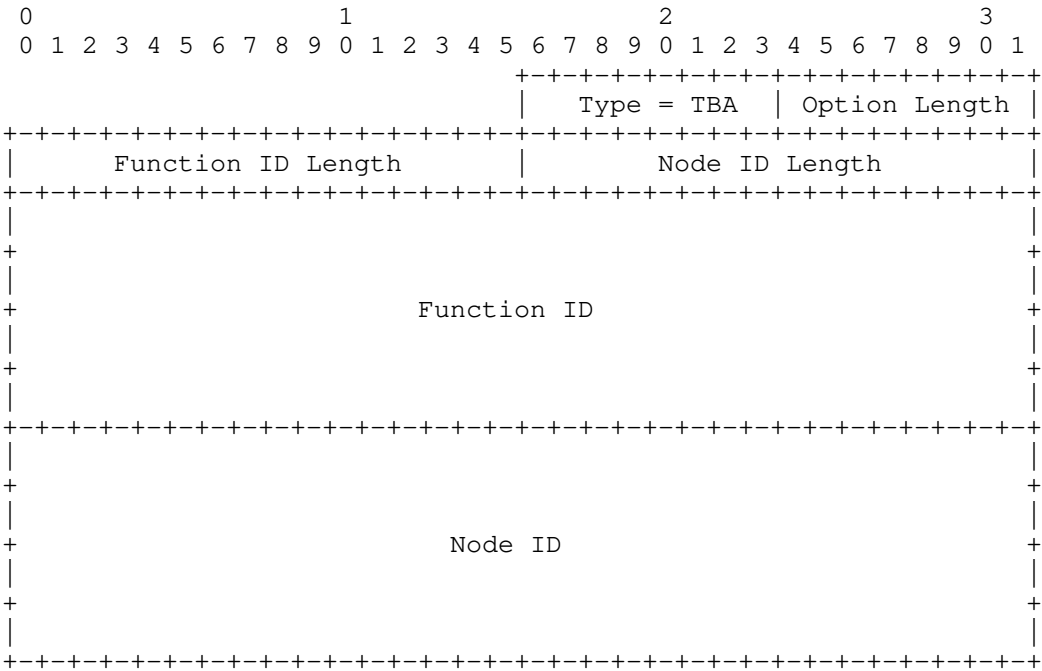 0                   1                   2                   3
 0 1 2 3 4 5 6 7 8 9 0 1 2 3 4 5 6 7 8 9 0 1 2 3 4 5 6 7 8 9 0 1
                                +-+-+-+-+-+-+-+-+-+-+-+-+-+-+-+-+
                                |   Type = TBA  | Option Length |
+-+-+-+-+-+-+-+-+-+-+-+-+-+-+-+-+-+-+-+-+-+-+-+-+-+-+-+-+-+-+-+-+
|      Function ID Length       |        Node ID Length         |
+-+-+-+-+-+-+-+-+-+-+-+-+-+-+-+-+-+-+-+-+-+-+-+-+-+-+-+-+-+-+-+-+
|                                                               |
+                                                               +
|                                                               |
+                         Function ID                           +
|                                                               |
+                                                               +
|                                                               |
+-+-+-+-+-+-+-+-+-+-+-+-+-+-+-+-+-+-+-+-+-+-+-+-+-+-+-+-+-+-+-+-+
|                                                               |
+                                                               +
|                                                               |
+                           Node ID                             +
|                                                               |
+                                                               +
|                                                               |
+-+-+-+-+-+-+-+-+-+-+-+-+-+-+-+-+-+-+-+-+-+-+-+-+-+-+-+-+-+-+-+-+